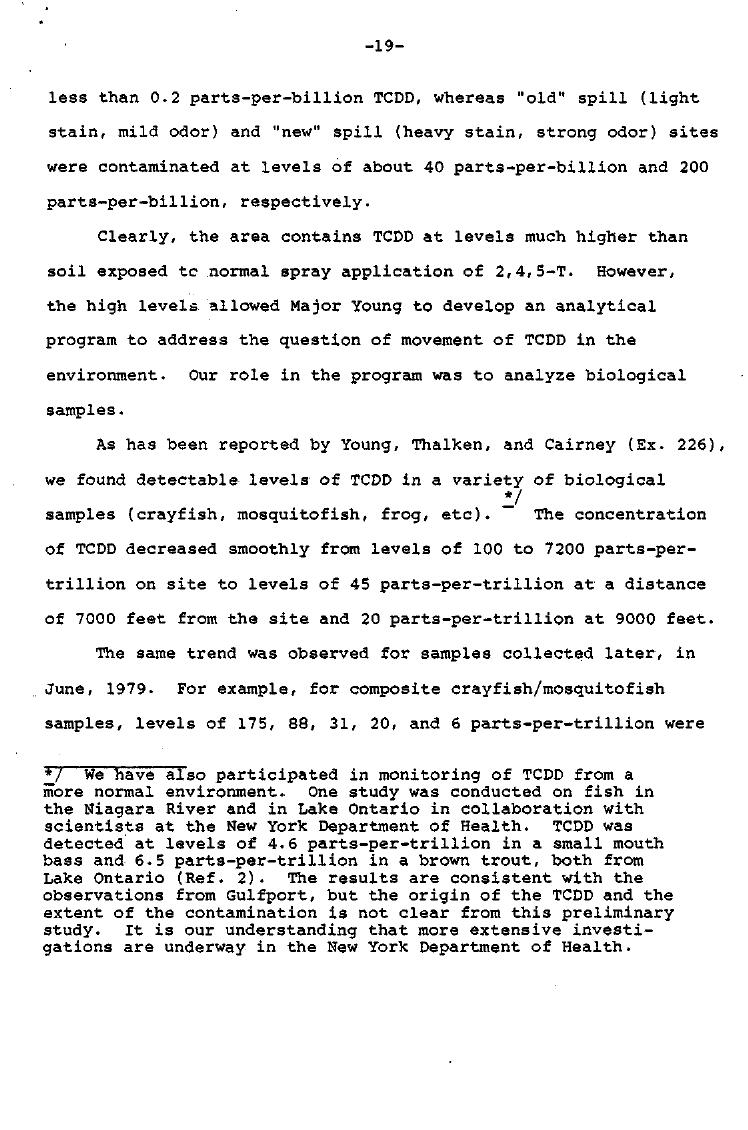 -19-
less than 0.2 parts-per-billion TCDD, whereas "old" spill (light
stain, mild odor) and "new" spill (heavy stain, strong odor) sites
were contaminated at levels of about 40 parts-per-billion and 200
parts-per-billion, respectively.
Clearly, the area contains TCDD at levels much higher than
soil exposed to normal spray application of 2,4,5-T. However,
the high levels allowed Major Young to develop an analytical
program to address the question of movement of TCDD in the
environment. Our role in the program was to analyze biological
samples.
As has been reported by Young, Thalken, and Cairney (Ex. 226),
we found detectable levels of TCDD in a variety of biological
samples (crayfish, mosquitofish, frog, etc). */ The concentration
of TCDD decreased smoothly from levels of 100 to 7200 parts-per-
trillion on site to levels of 45 parts-per-trillion at a distance
of 7000 feet from the site and 20 parts-per-trillion at 9000 feet.
The same trend was observed for samples collected later, in
June, 1979. For example, for composite crayfish/mosquitofish
samples, levels of 175, 88, 31, 20, and 6 parts-per-trillion were
*/ We have also participated in monitoring of TCDD from a
more normal environment. One study was conducted on fish in
the Niagara River and in Lake Ontario in collaboration with
scientists at the New York Department of Health. TCDD was
detected at levels of 4.6 parts-per-trillion in a small mouth
bass and 6.5 parts-per-trillion in a brown trout, both from
Lake Ontario (Ref. 2). The results are consistent with the
observations from Gulfport, but the origin of the TCDD and the
extent of the contamination is not clear from this preliminary
study. It is our understanding that more extensive investi-
gations are underway in the New York Department of Health.